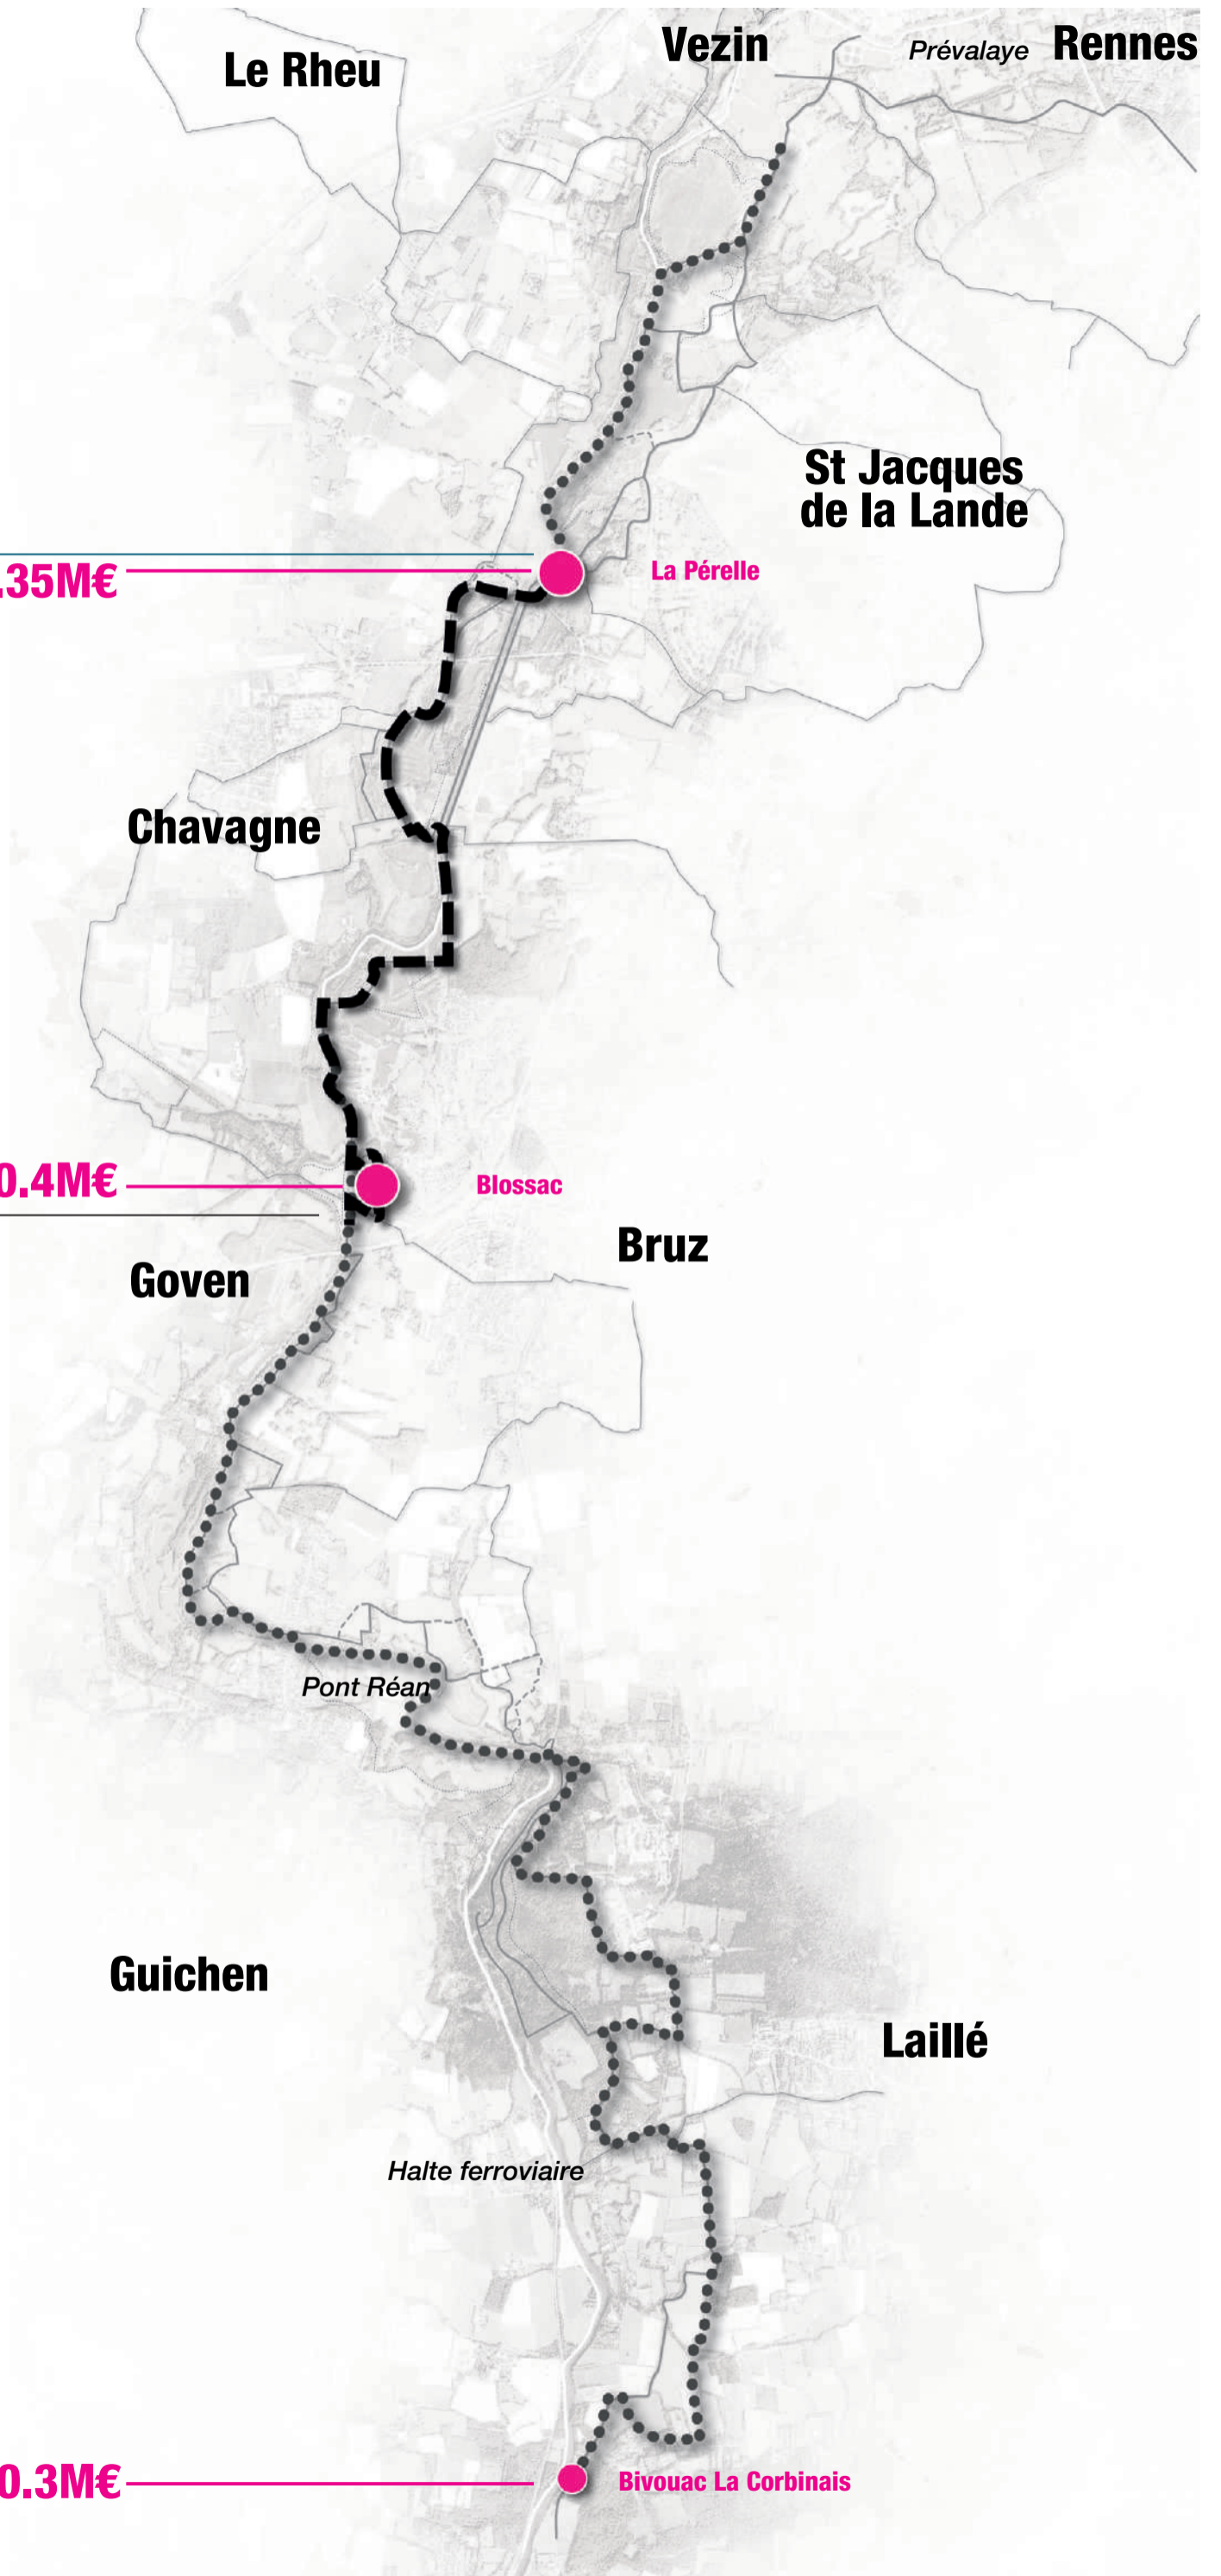 Vezin
Prévalaye Rennes
Le Rheu
St Jacques
de la Lande
.35M€
La Pérelle
Chavagne
0.4M€
Blossac
Bruz
Goven
Pont Réan
Guichen
Laillé
Halte ferroviaire
0.3M€
Bivouac La Corbinais